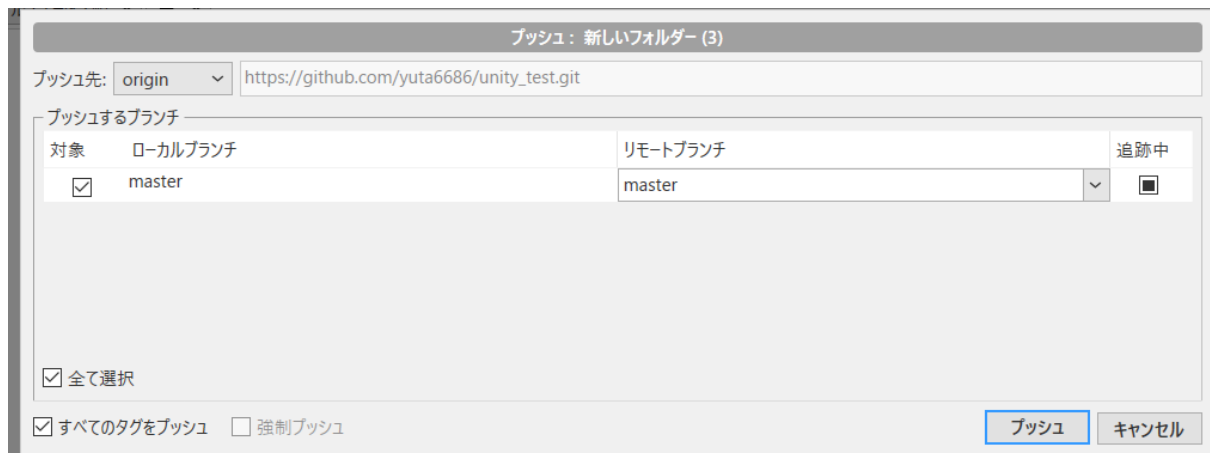 プッシュ： 新しいフォルダー (3)
プッシュ先: origin https://github.com/yuta6686/unity_test.git
プッシュするブランチ
対象 ローカルブランチ リモートブランチ 追跡中
master master
全て選択
すべてのタグをプッシュ 強制プッシュ プッシュ キャンセル